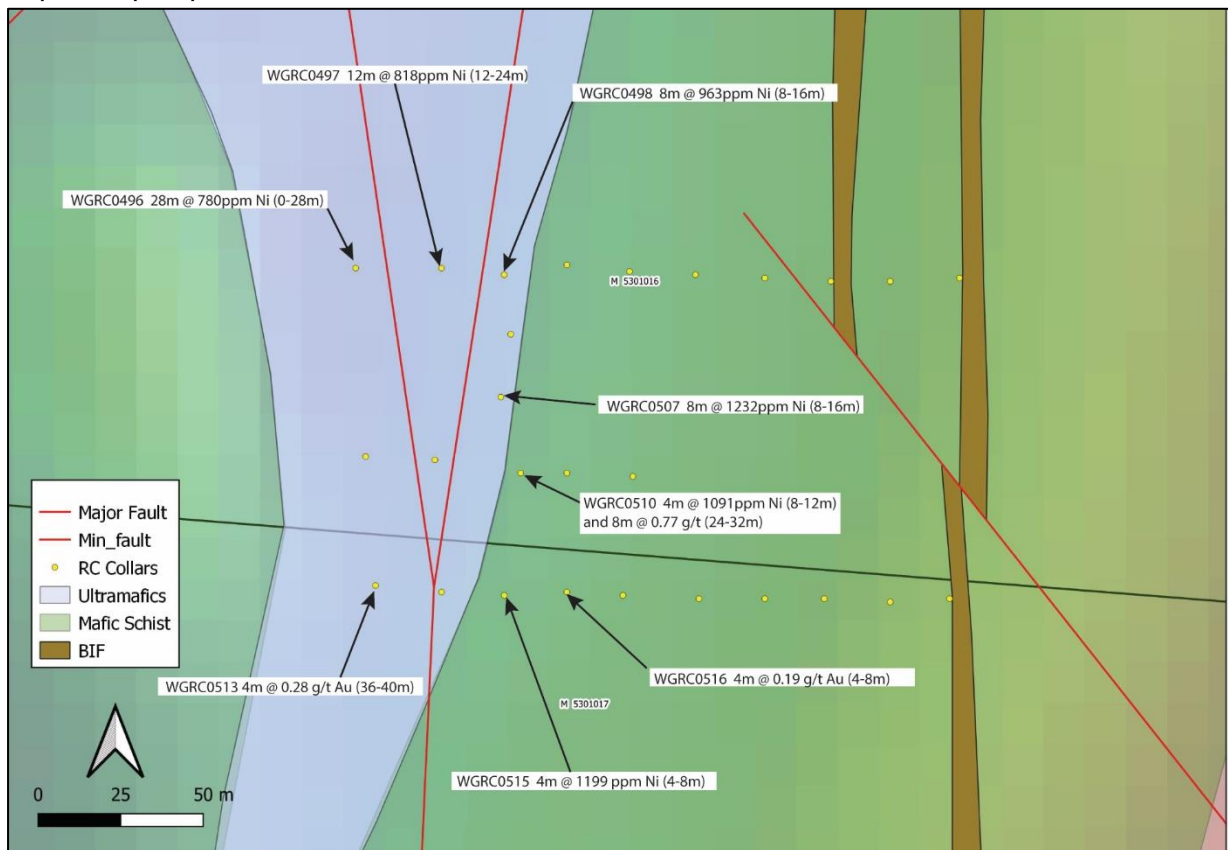 WGRC0497 12m @ 818ppm Ni (12-24m)
WGRC0498 8m @ 963ppm Ni (8-16m)
WGRC0496 28m @ 780ppm Ni (0-28m)
M 5301016
WGRC0507 8m @ 1232ppm Ni (8-16m)
WGRC0510 4m @ 1091ppm Ni (8-12m)
and 8m @ 0.77 g/t (24-32m)
Major Fault
Min_fault
RC Collars
Ultramafics
Mafic Schist
BIF
WGRC0513 4m @ 0.28 g/t Au (36-40m)
WGRC0516 4m @ 0.19 g/t Au (4-8m)
M 5301017
WGRC0515 4m @ 1199 ppm Ni (4-8m)
0 25 50 m